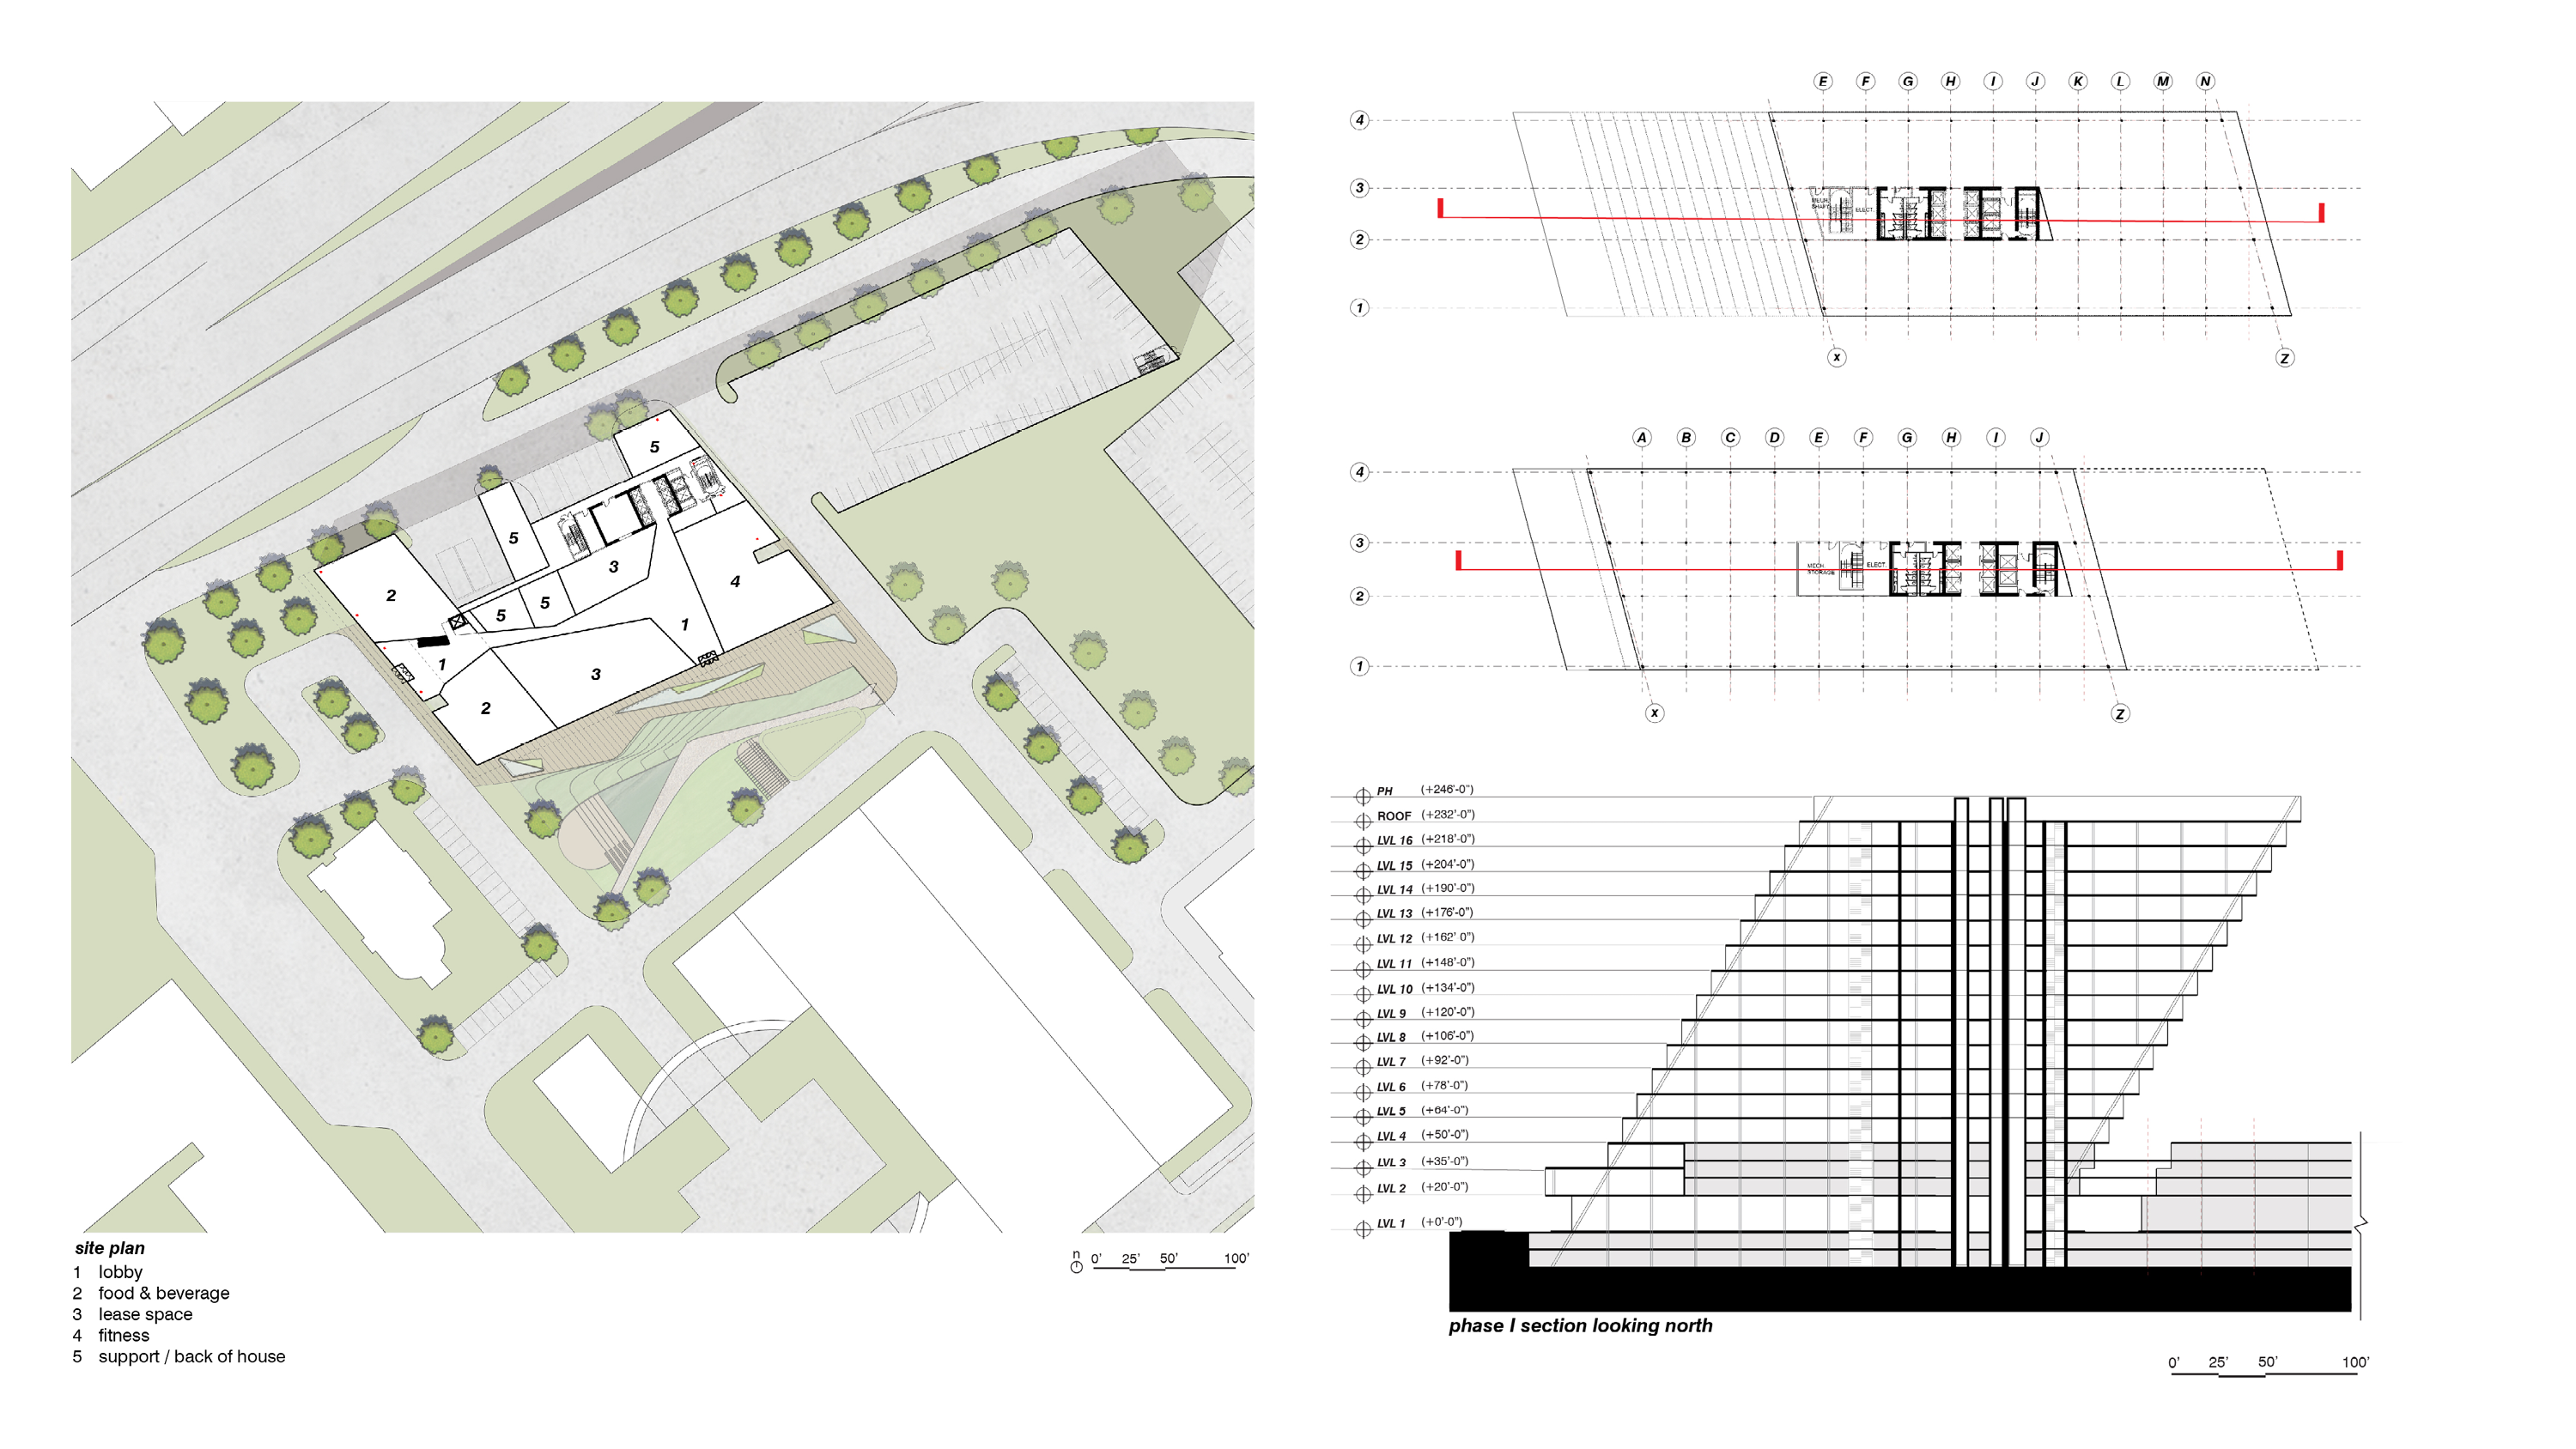 5
5
2
3
5
5
4
1
1
3
2
site plan
1 lobby
2 food & beverage
3 lease space
4 fitness
5 support / back of house
n 0' 25' 50' 100'
E F G H I J K L M N
4
3
MECH. SHAFT
ELECT.
2
1
X Z
A B C D E F G H I J
4
3
MECH. STORAGE
ELECT.
2
1
X Z
PH (+246'-0")
ROOF (+232'-0")
LVL 16 (+218'-0")
LVL 15 (+204'-0")
LVL 14 (+190'-0")
LVL 13 (+176'-0")
LVL 12 (+162' 0")
LVL 11 (+148'-0")
LVL 10 (+134'-0")
LVL 9 (+120'-0")
LVL 8 (+106'-0")
LVL 7 (+92'-0")
LVL 6 (+78'-0")
LVL 5 (+64'-0")
LVL 4 (+50'-0")
LVL 3 (+35'-0")
LVL 2 (+20'-0")
LVL 1 (+0'-0")
phase I section looking north
0' 25' 50' 100'